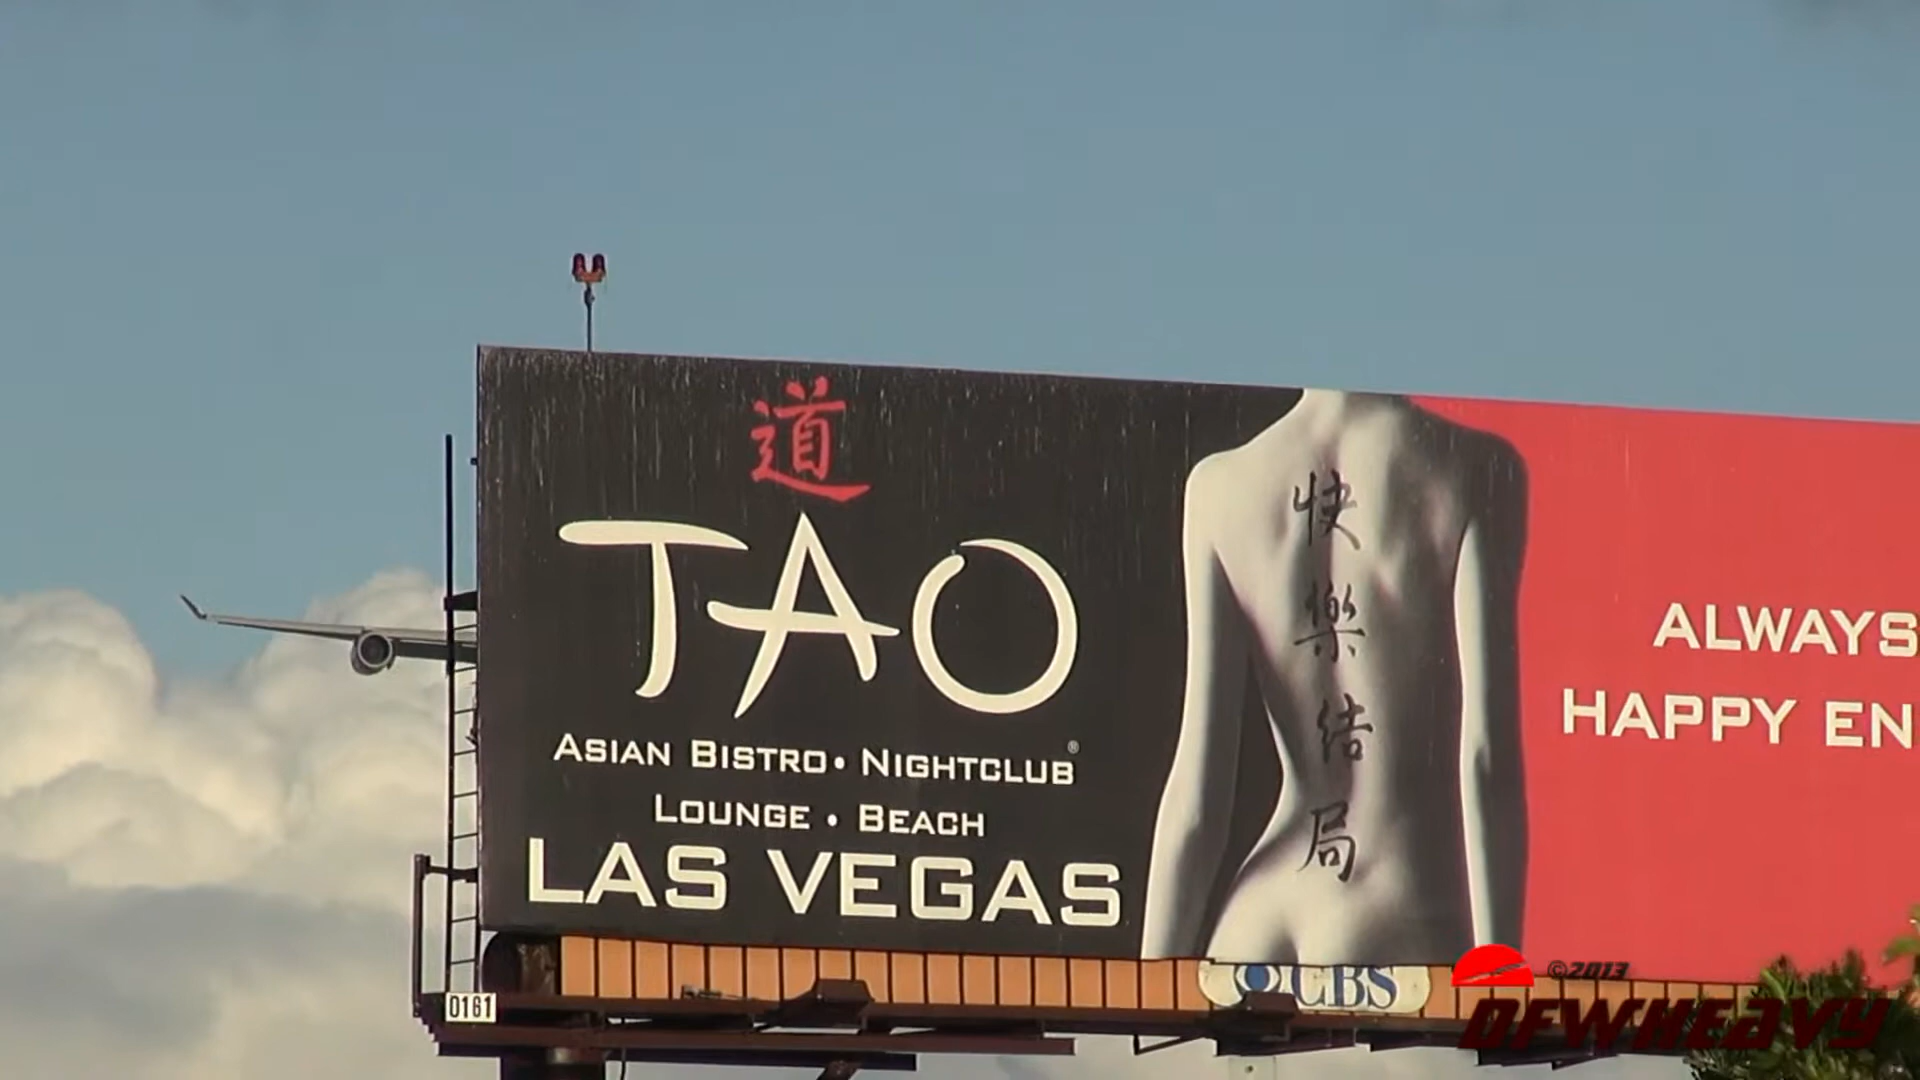 道
TAO
ASIAN BISTRO • NIGHTCLUB®
LOUNGE • BEACH
LAS VEGAS
快樂結局
ALWAYS
HAPPY EN
0161
CBS
©2013
DFWHEAVY